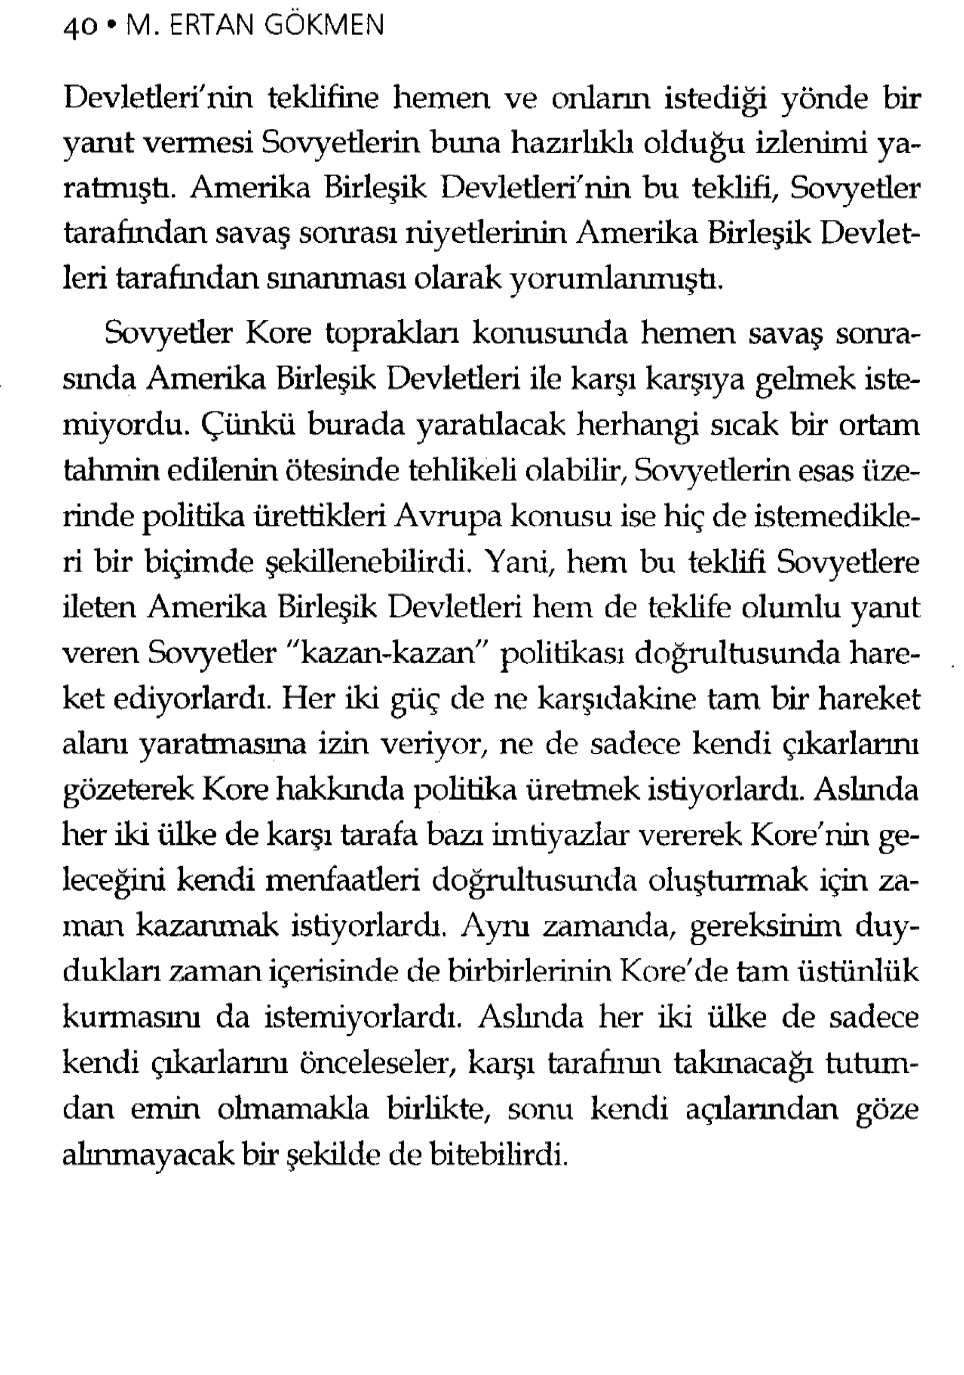 40 • M. ERTAN GÖKMEN
Devletleri'nin teklifine hemen ve onların istediği yönde bir
yanıt vermesi Sovyetlerin buna hazırlıklı olduğu izlenimi ya-
ratmıştı. Amerika Birleşik Devletleri'nin bu teklifi, Sovyetler
tarafından savaş sonrası niyetlerinin Amerika Birleşik Devlet-
leri tarafından sınanması olarak yorumlanmıştı.
Sovyetler Kore toprakları konusunda hemen savaş sonra-
sında Amerika Birleşik Devletleri ile karşı karşıya gelmek iste-
miyordu. Çünkü burada yaratılacak herhangi sıcak bir ortam
tahmin edilenin ötesinde tehlikeli olabilir, Sovyetlerin esas üze-
rinde politika ürettikleri Avrupa konusu ise hiç de istemedikle-
ri bir biçimde şekillenebilirdi. Yani, hem bu teklifi Sovyetlere
ileten Amerika Birleşik Devletleri hem de teklife olumlu yanıt
veren Sovyetler "kazan-kazan" politikası doğrultusunda hare-
ket ediyorlardı. Her iki güç de ne karşıdakine tam bir hareket
alanı yaratmasına izin veriyor, ne de sadece kendi çıkarlarını
gözeterek Kore hakkında politika üretmek istiyorlardı. Aslında
her iki ülke de karşı tarafa bazı imtiyazlar vererek Kore'nin ge-
leceğini kendi menfaatleri doğrultusunda oluşturmak için za-
man kazanmak istiyorlardı. Aynı zamanda, gereksinim duy-
dukları zaman içerisinde de birbirlerinin Kore'de tam üstünlük
kurmasını da istemiyorlardı. Aslında her iki ülke de sadece
kendi çıkarlarını önceleseler, karşı tarafının takınacağı tutum-
dan emin olmamakla birlikte, sonu kendi açılarından göze
alınmayacak bir şekilde de bitebilirdi.